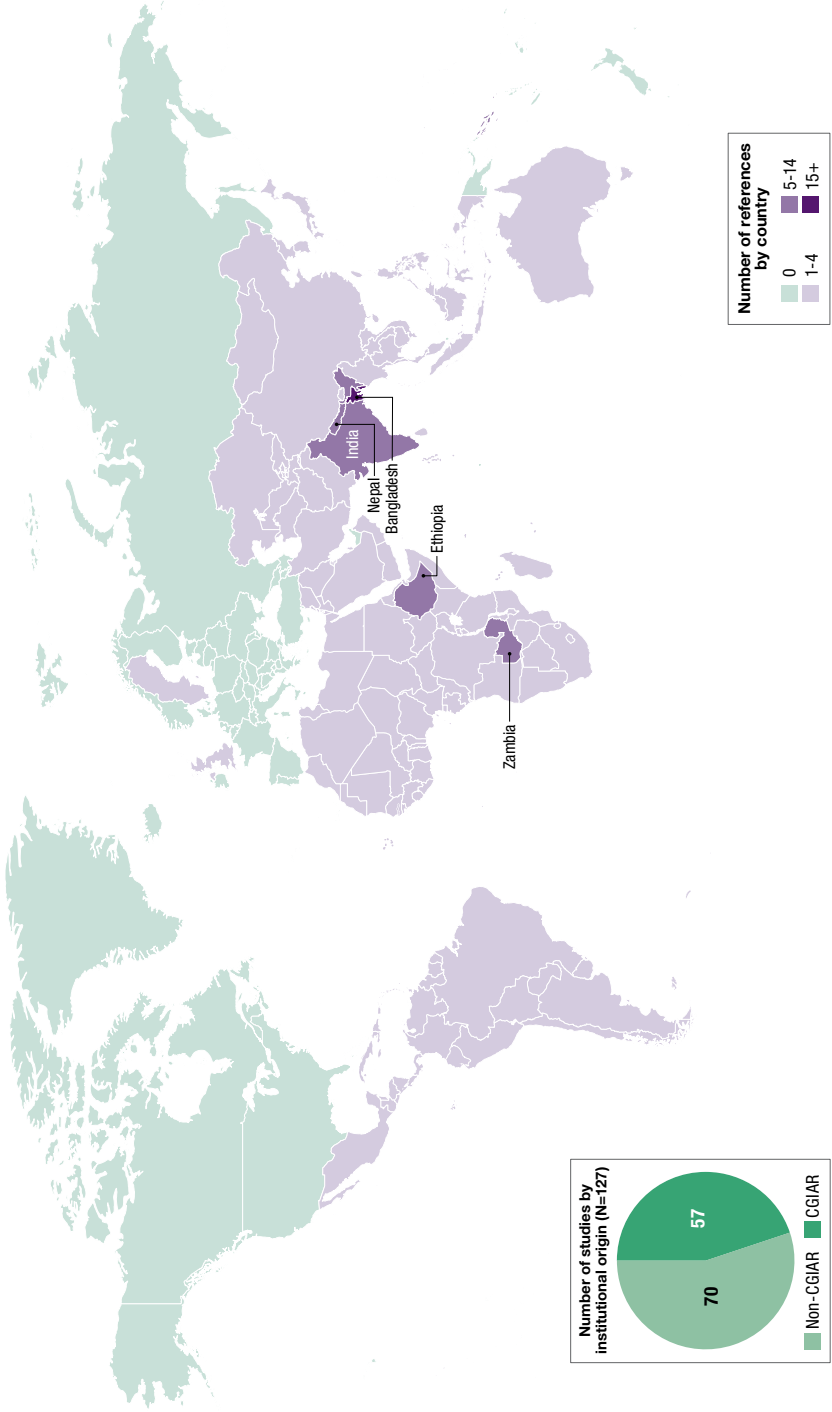 Nepal
India
Bangladesh
Ethiopia
Zambia
Number of studies by
institutional origin (N=127)
70
57
Non-CGIAR
CGIAR
Number of references
by country
0
5-14
1-4
15+